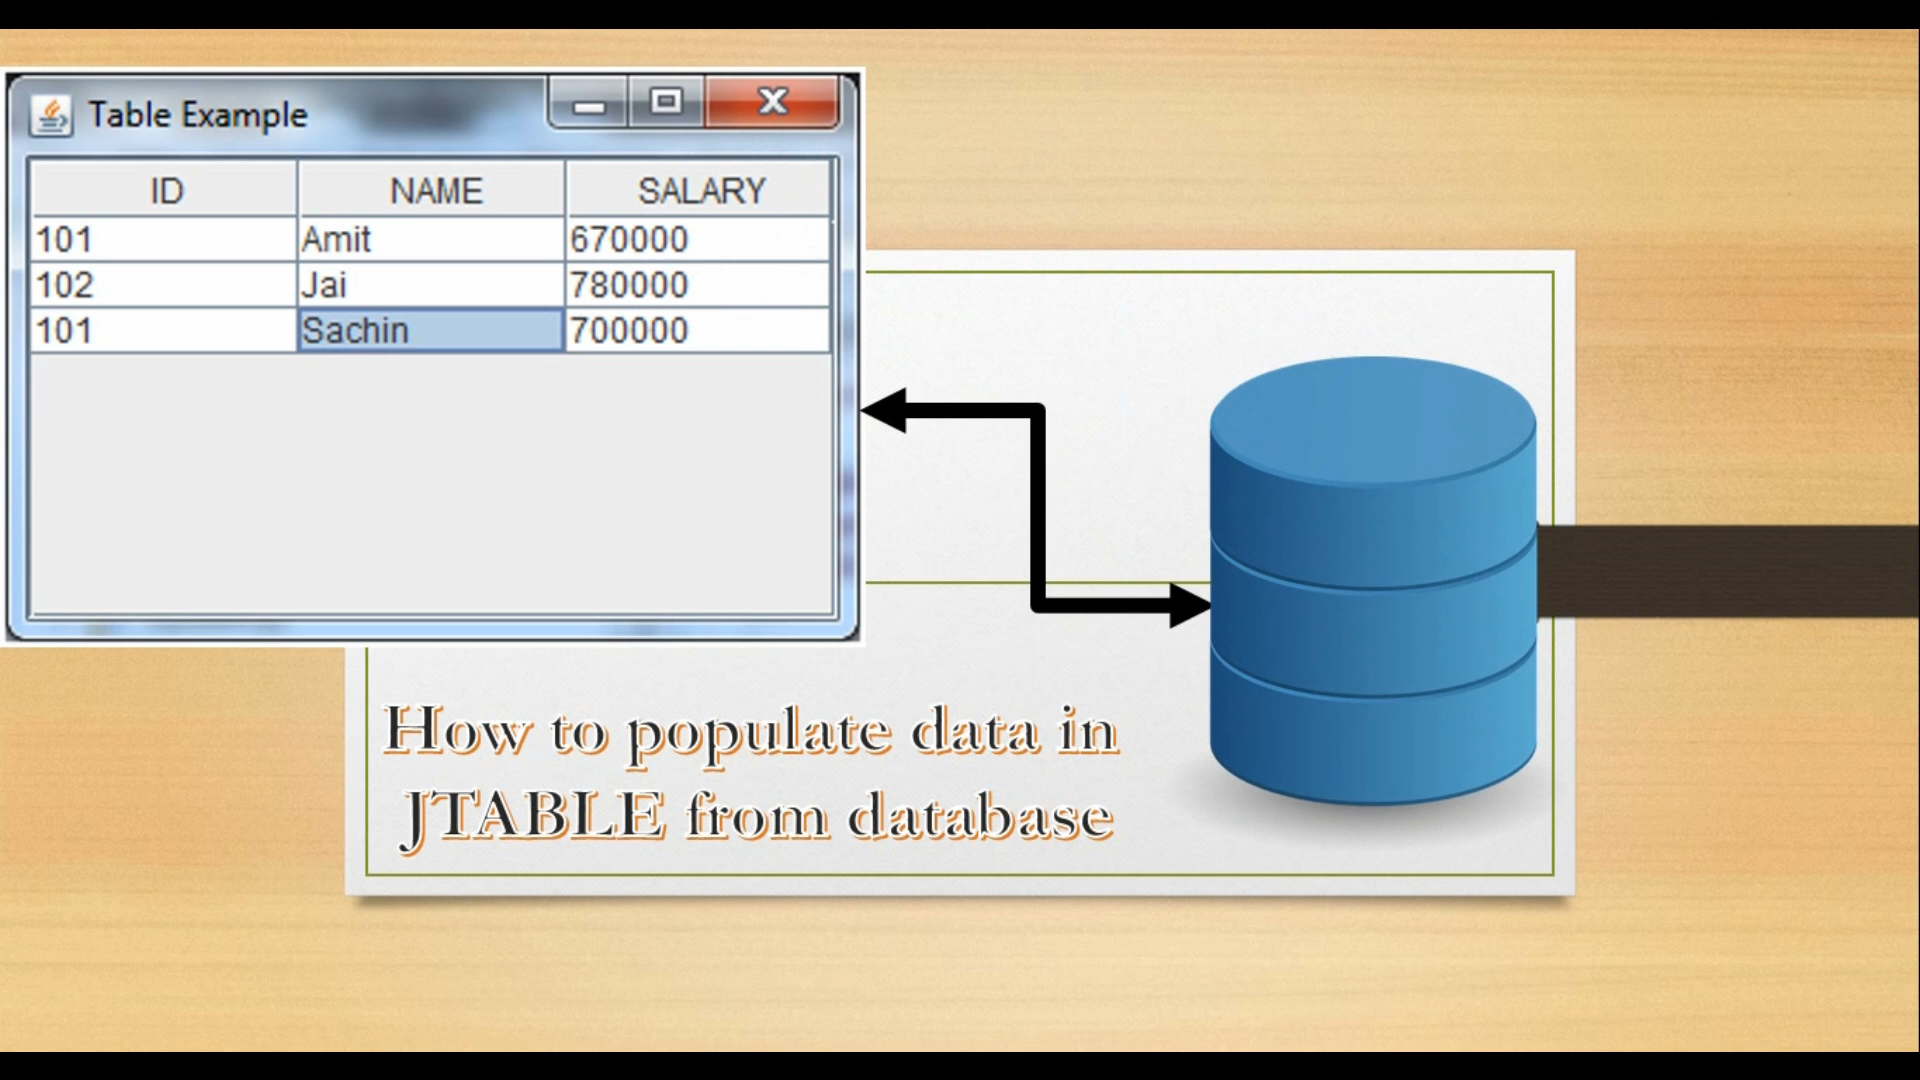 Table Example
ID NAME SALARY
101 Amit 670000
102 Jai 780000
101 Sachin 700000
How to populate data in
JTABLE from database